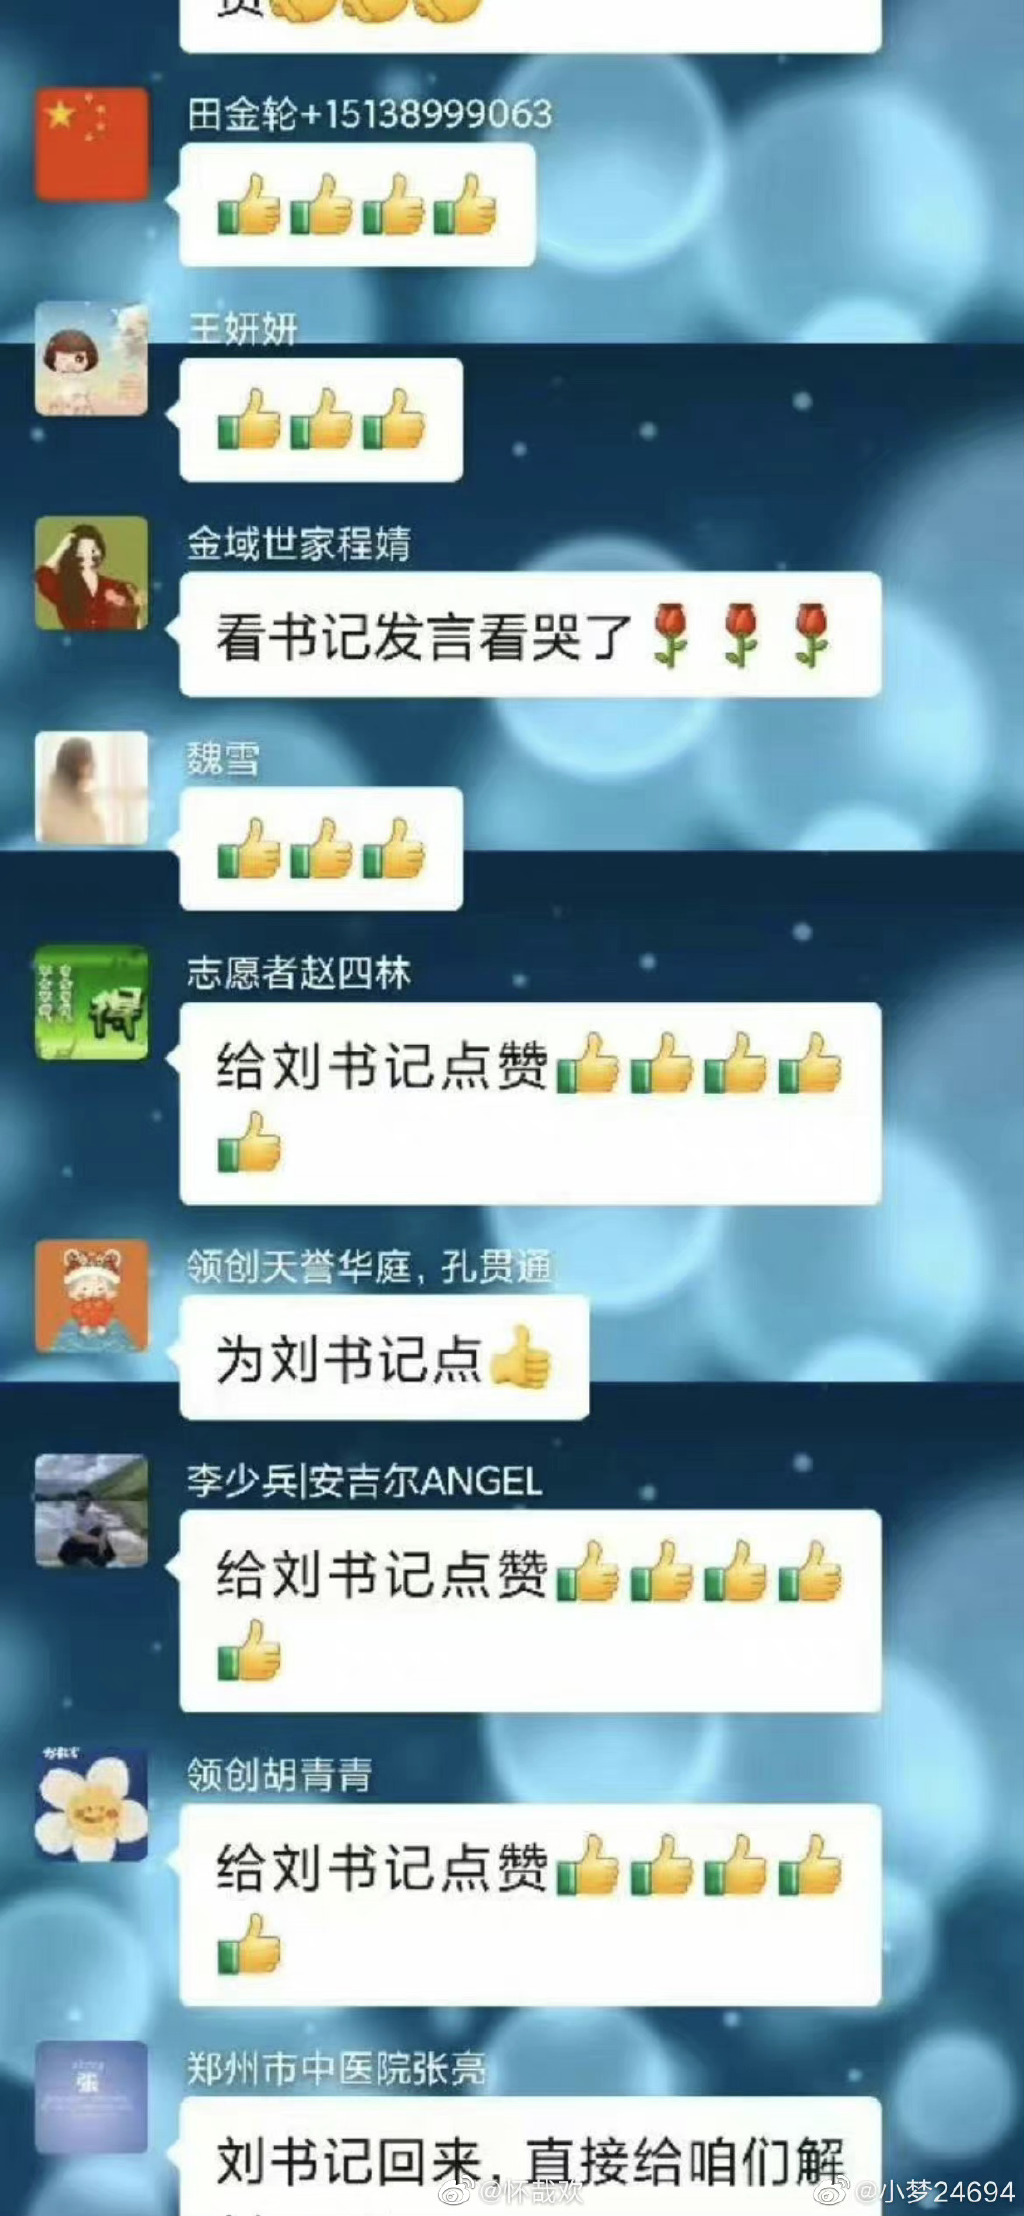 田金轮+15138999063
王妍妍
金域世家程婧
看书记发言看哭了
魏雪
志愿者赵四林
得
给刘书记点赞
领创天誉华庭，孔贯通
为刘书记点
李少兵|安吉尔ANGEL
给刘书记点赞
领创胡青青
给刘书记点赞
郑州市中医院张亮
张
刘书记回来，直接给咱们解
@怀哉欢
@小梦24694